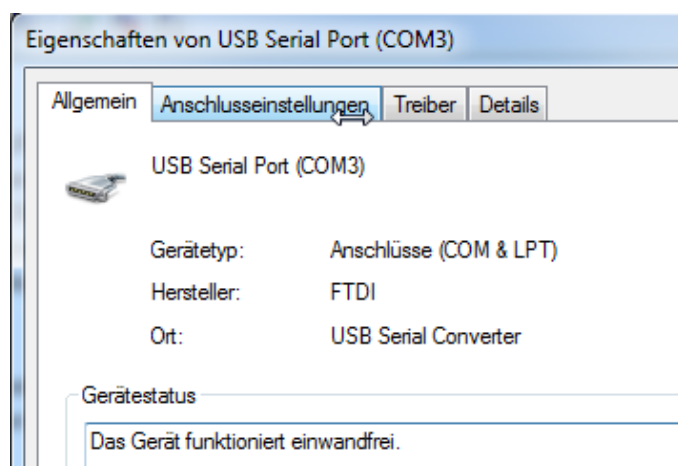 Eigenschaften von USB Serial Port (COM3)
Allgemein Anschlusseinstellungen Treiber Details
USB Serial Port (COM3)
Gerätetyp: Anschlüsse (COM & LPT)
Hersteller: FTDI
Ort: USB Serial Converter
Gerätestatus
Das Gerät funktioniert einwandfrei.